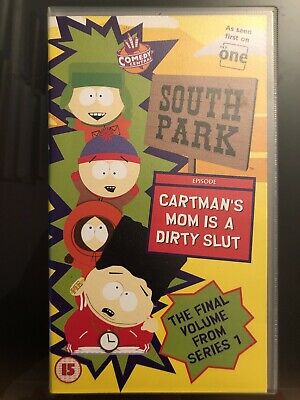 COMEDY
CENTRAL
As seen
first on
one
SOUTH
PARK
EPISODE
CARTMAN'S
MOM IS A
DIRTY SLUT
THE FINAL
VOLUME
FROM
SERIES 1
15